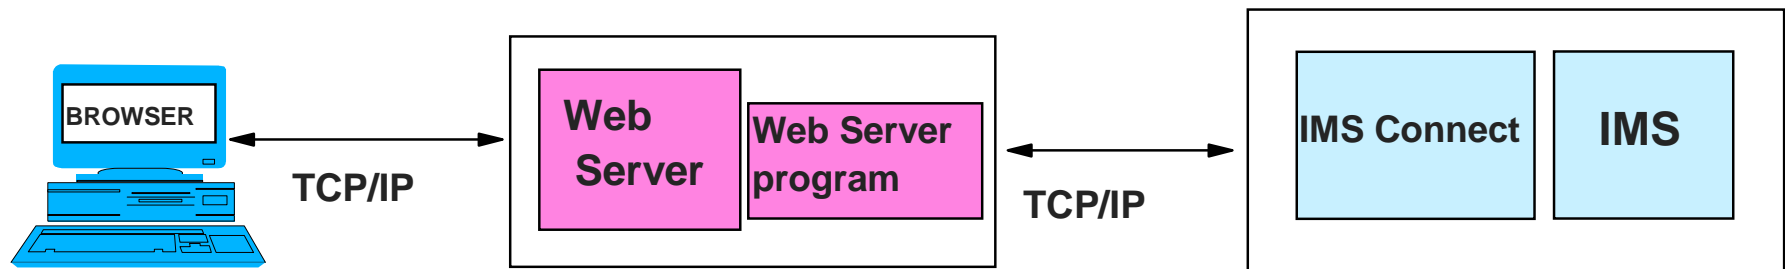 BROWSER
TCP/IP
Web
Server
Web Server
program
TCP/IP
IMS Connect
IMS